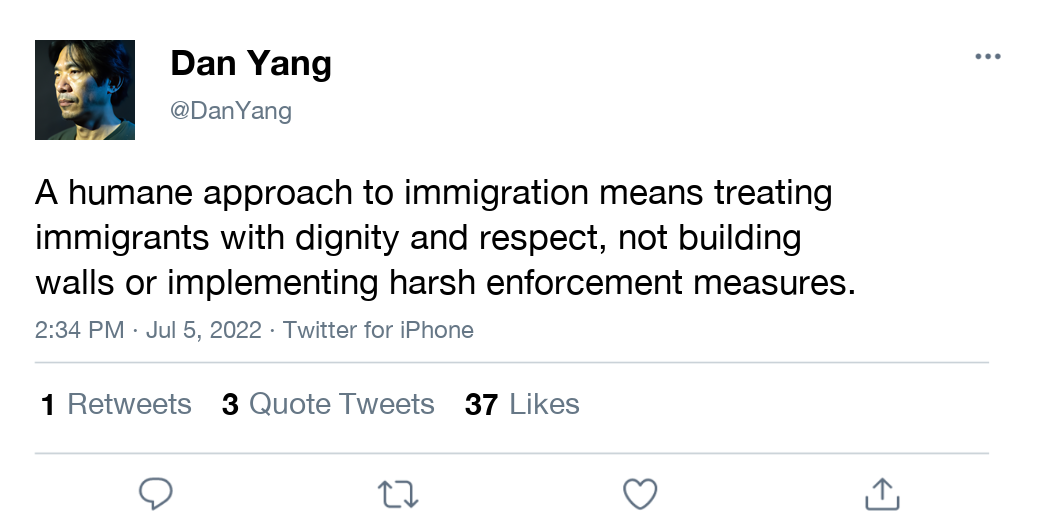 Dan Yang
@DanYang
A humane approach to immigration means treating
immigrants with dignity and respect, not building
walls or implementing harsh enforcement measures.
2:34 PM · Jul 5, 2022 · Twitter for iPhone
1 Retweets 3 Quote Tweets 37 Likes